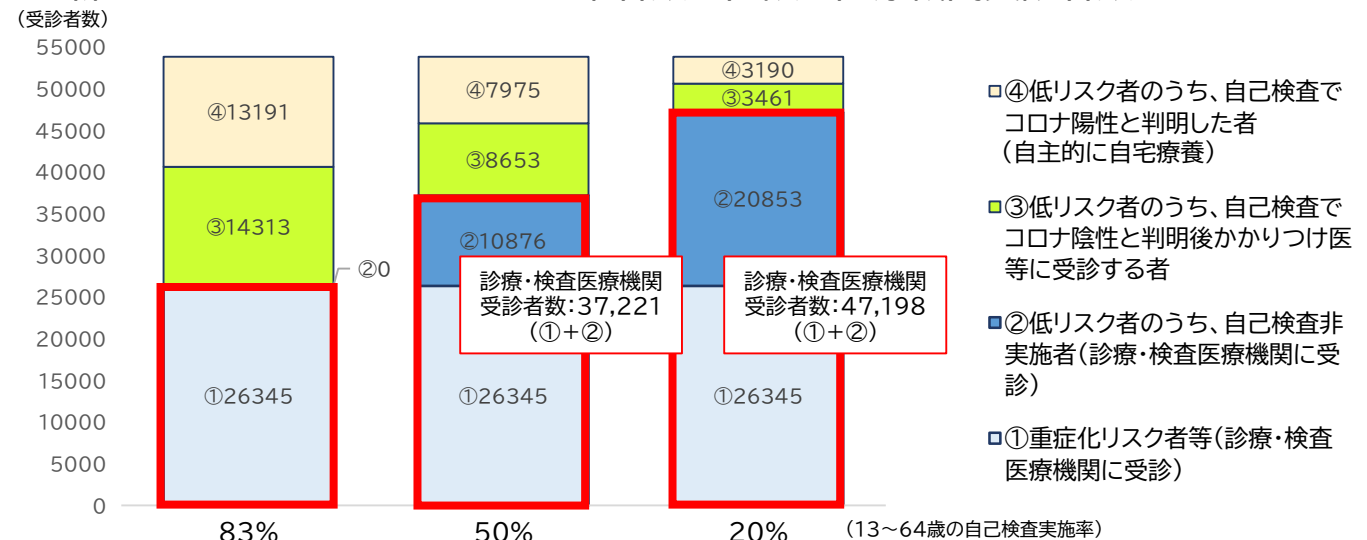 (受診者数)
55000
50000
45000
40000
35000
30000
25000
20000
15000
10000
5000
0
④13191
③14313
②0
①26345
④7975
③8653
②10876
診療・検査医療機関
受診者数:37,221
(①+②)
①26345
④3190
③3461
②20853
診療・検査医療機関
受診者数:47,198
(①+②)
①26345
83%
50%
20%
(13~64歳の自己検査実施率)
④低リスク者のうち、自己検査で
コロナ陽性と判明した者
(自主的に自宅療養)
③低リスク者のうち、自己検査で
コロナ陰性と判明後かかりつけ医
等に受診する者
②低リスク者のうち、自己検査非
実施者(診療・検査医療機関に受
診)
①重症化リスク者等(診療・検査
医療機関に受診)